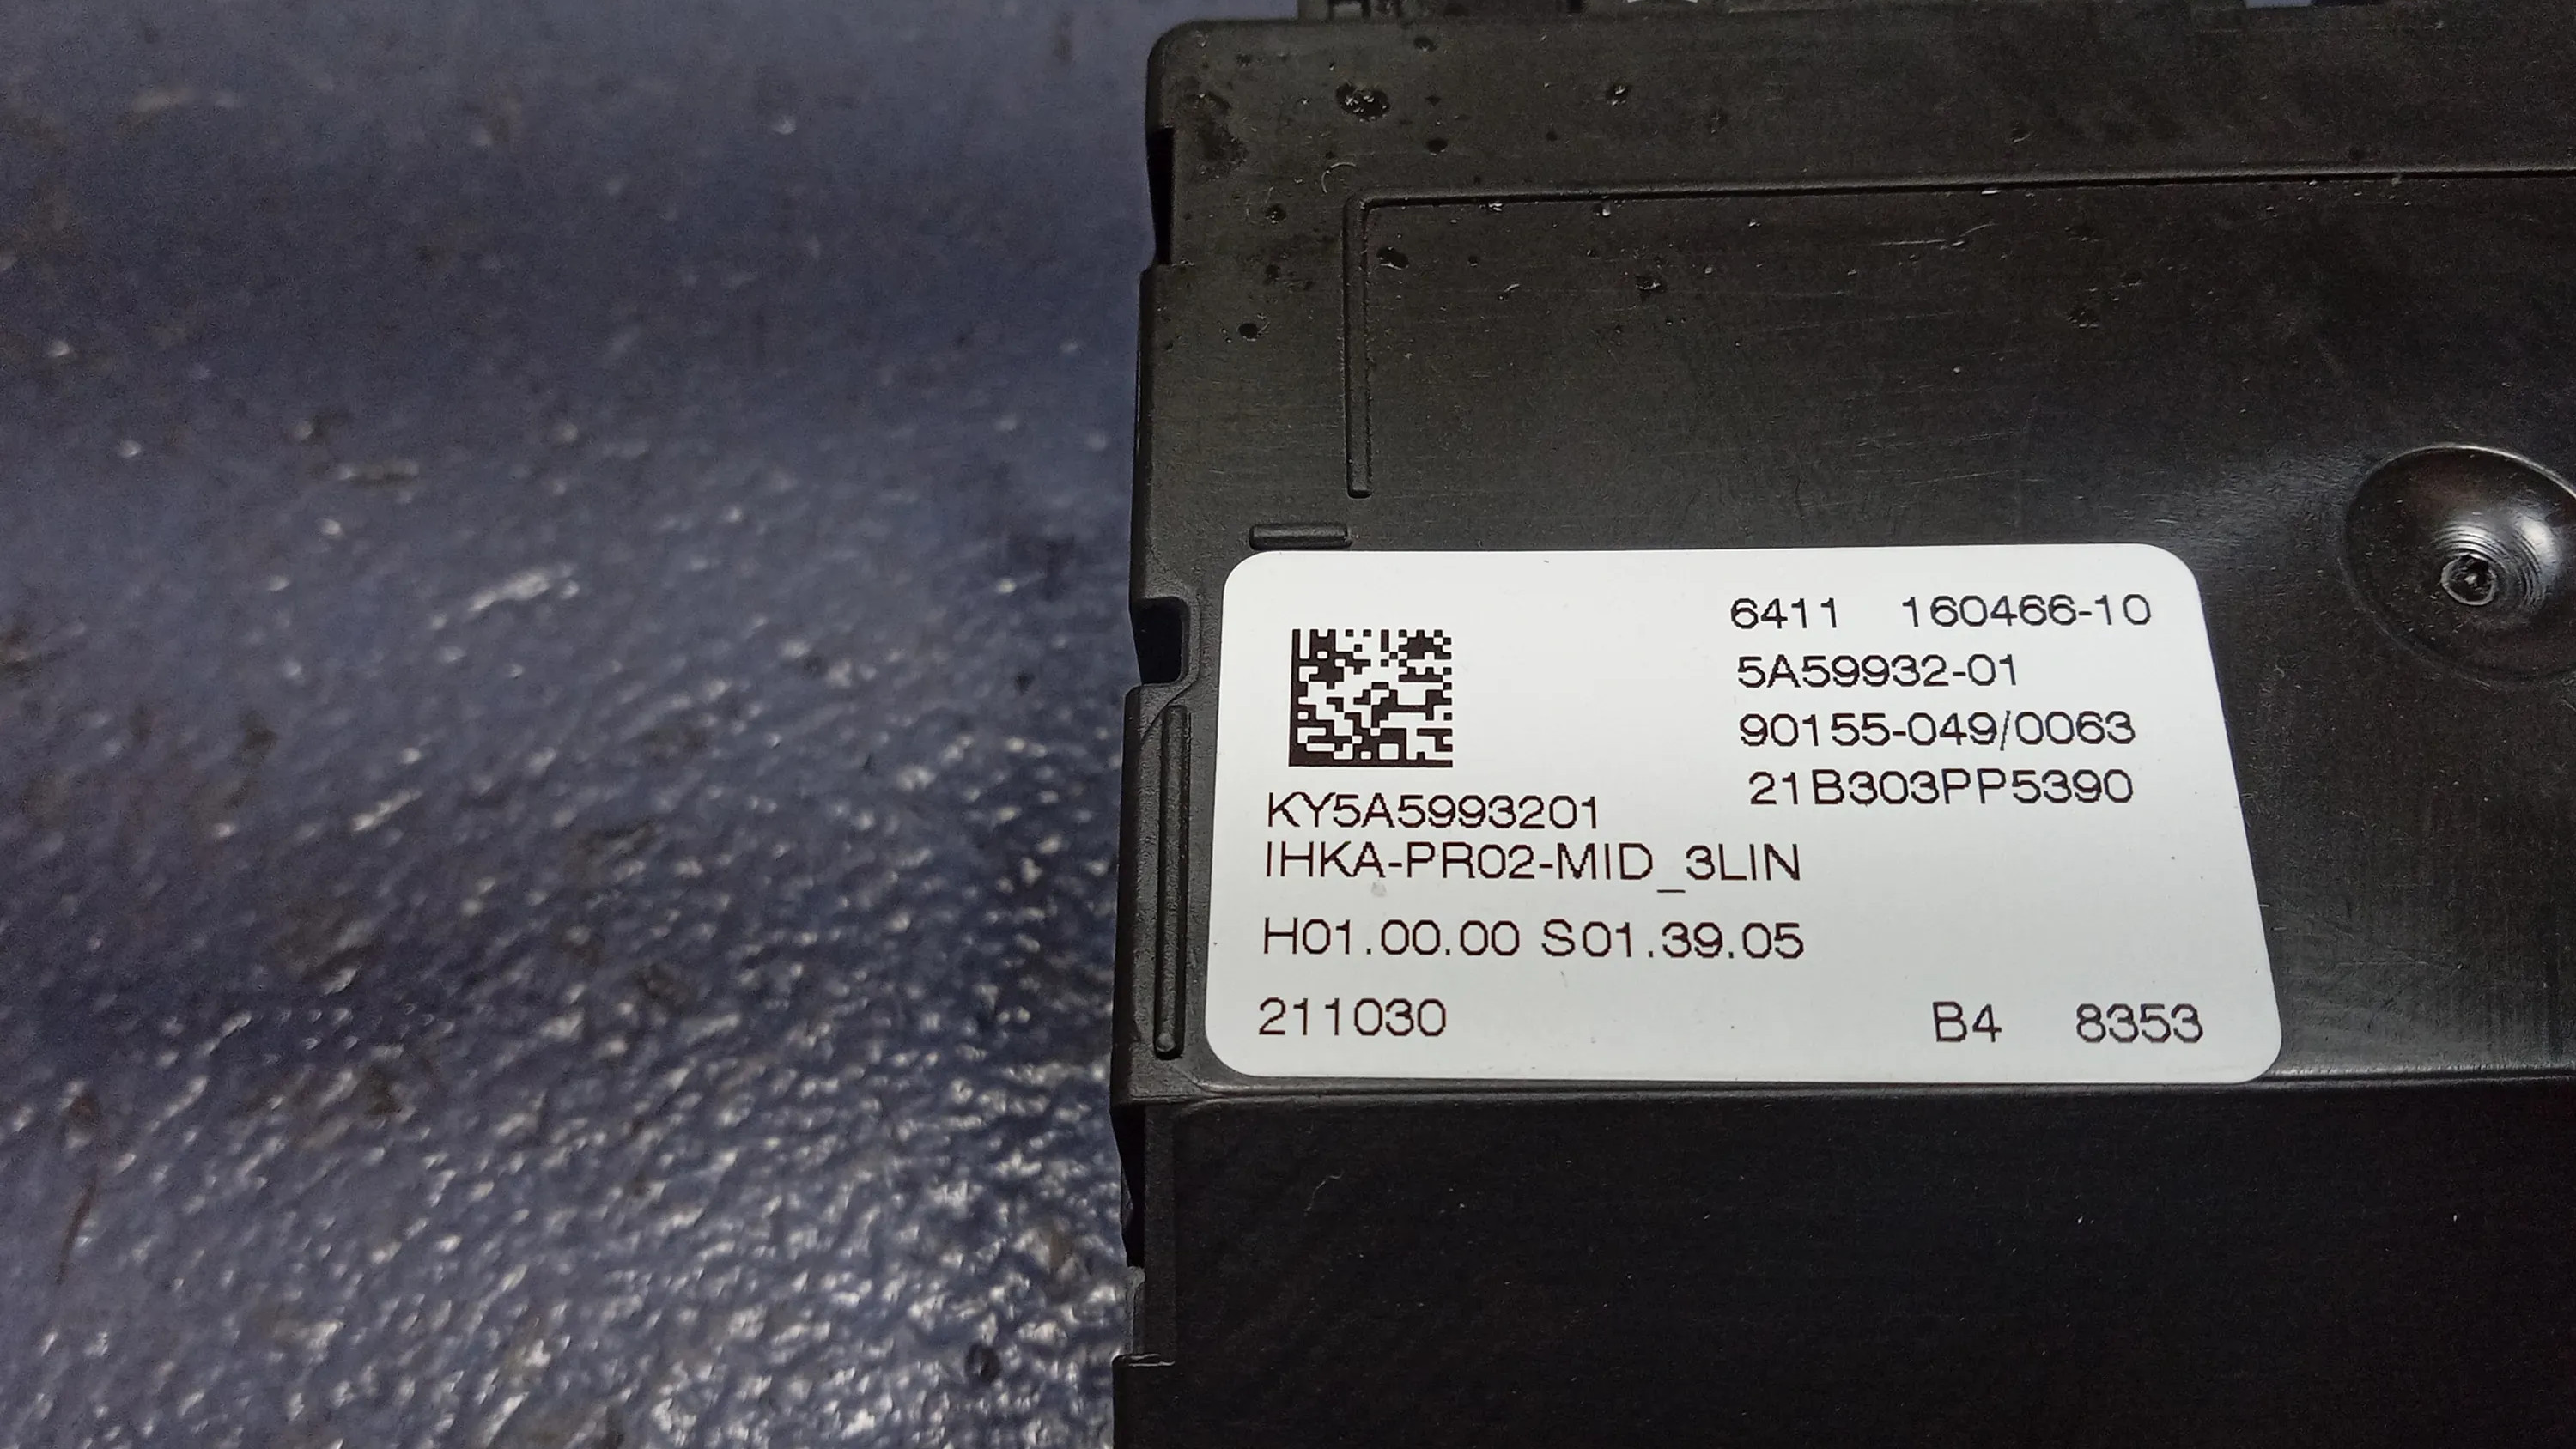 6411 160466-10
5A59932-01
90155-049/0063
21B303PP5390
KY5A5993201
IHKA-PR02-MID_3LIN
H01.00.00 S01.39.05
211030 B4 8353